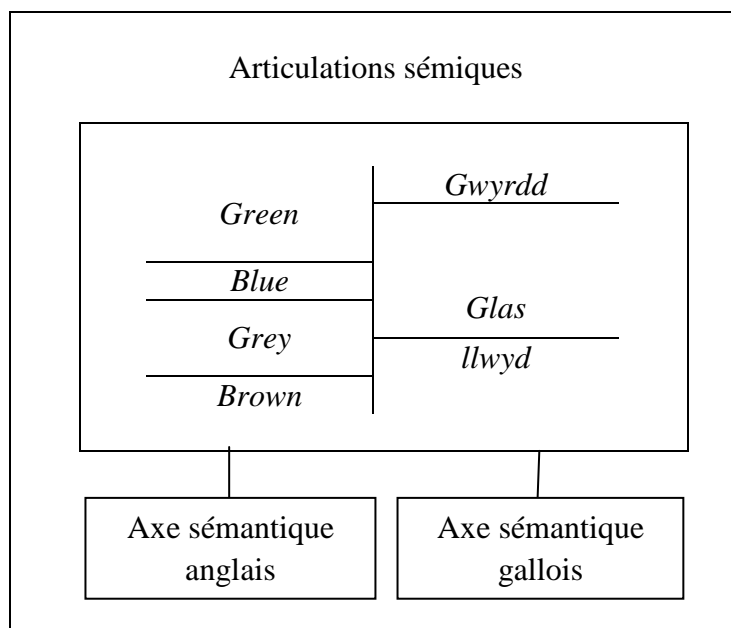 Articulations sémiques
Green
Blue
Grey
Brown
Gwyrdd
Glas
llwyd
Axe sémantique
anglais
Axe sémantique
gallois